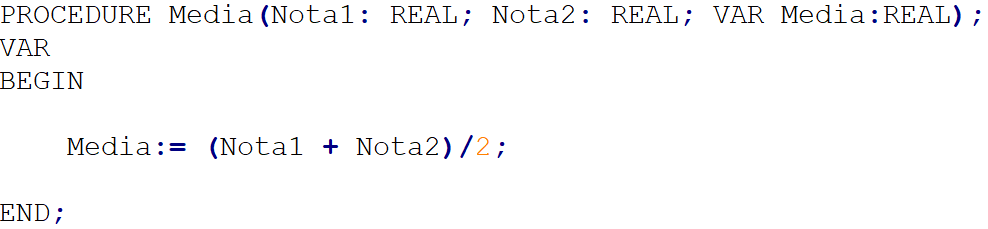 PROCEDURE Media(Nota1: REAL; Nota2: REAL; VAR Media:REAL);
VAR
BEGIN
Media:= (Nota1 + Nota2)/2;
END;